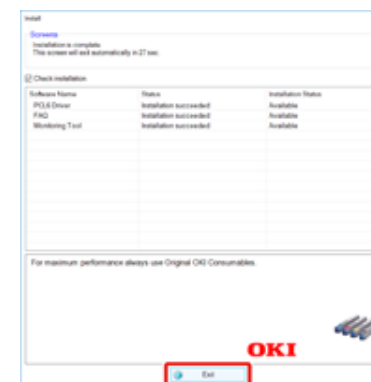 Install
Screens
Installation is complete.
This screen will exit automatically in 27 sec.
Check installation
Software Name Status Installation Status
PCL6 Driver Installation succeeded Available
FAQ Installation succeeded Available
Monitoring Tool Installation succeeded Available
For maximum performance always use Original OKI Consumables.
OKI
Exit